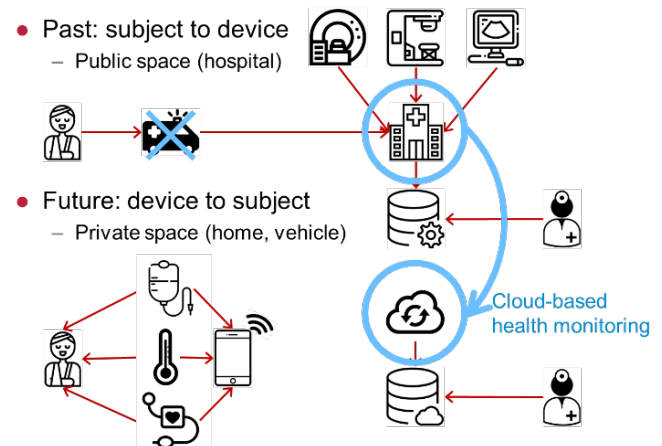 ● Past: subject to device
– Public space (hospital)
● Future: device to subject
– Private space (home, vehicle)
Cloud-based
health monitoring